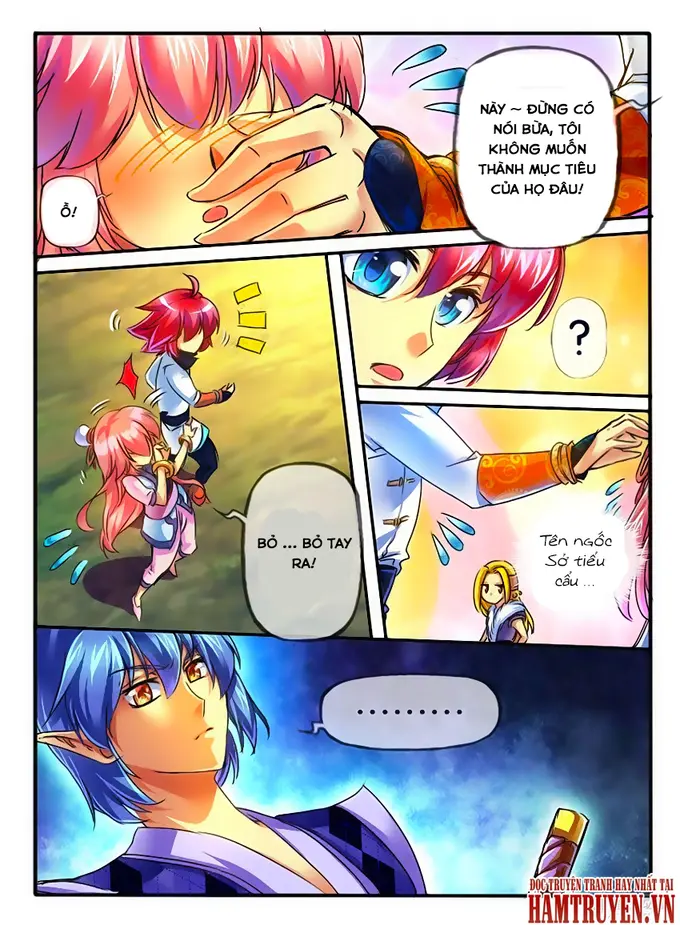 NÀY ~ ĐỪNG CÓ
NÓI BỪA, TÔI
KHÔNG MUỐN
THÀNH MỤC TIÊU
CỦA HỌ ĐÂU!
Ồ!
?
BỎ ... BỎ TAY
RA!
Tên ngốc
Sở tiểu
cẩu ...
.........
ĐỌC TRUYỆN TRANH HAY NHẤT TẠI
HAMTRUYEN.VN